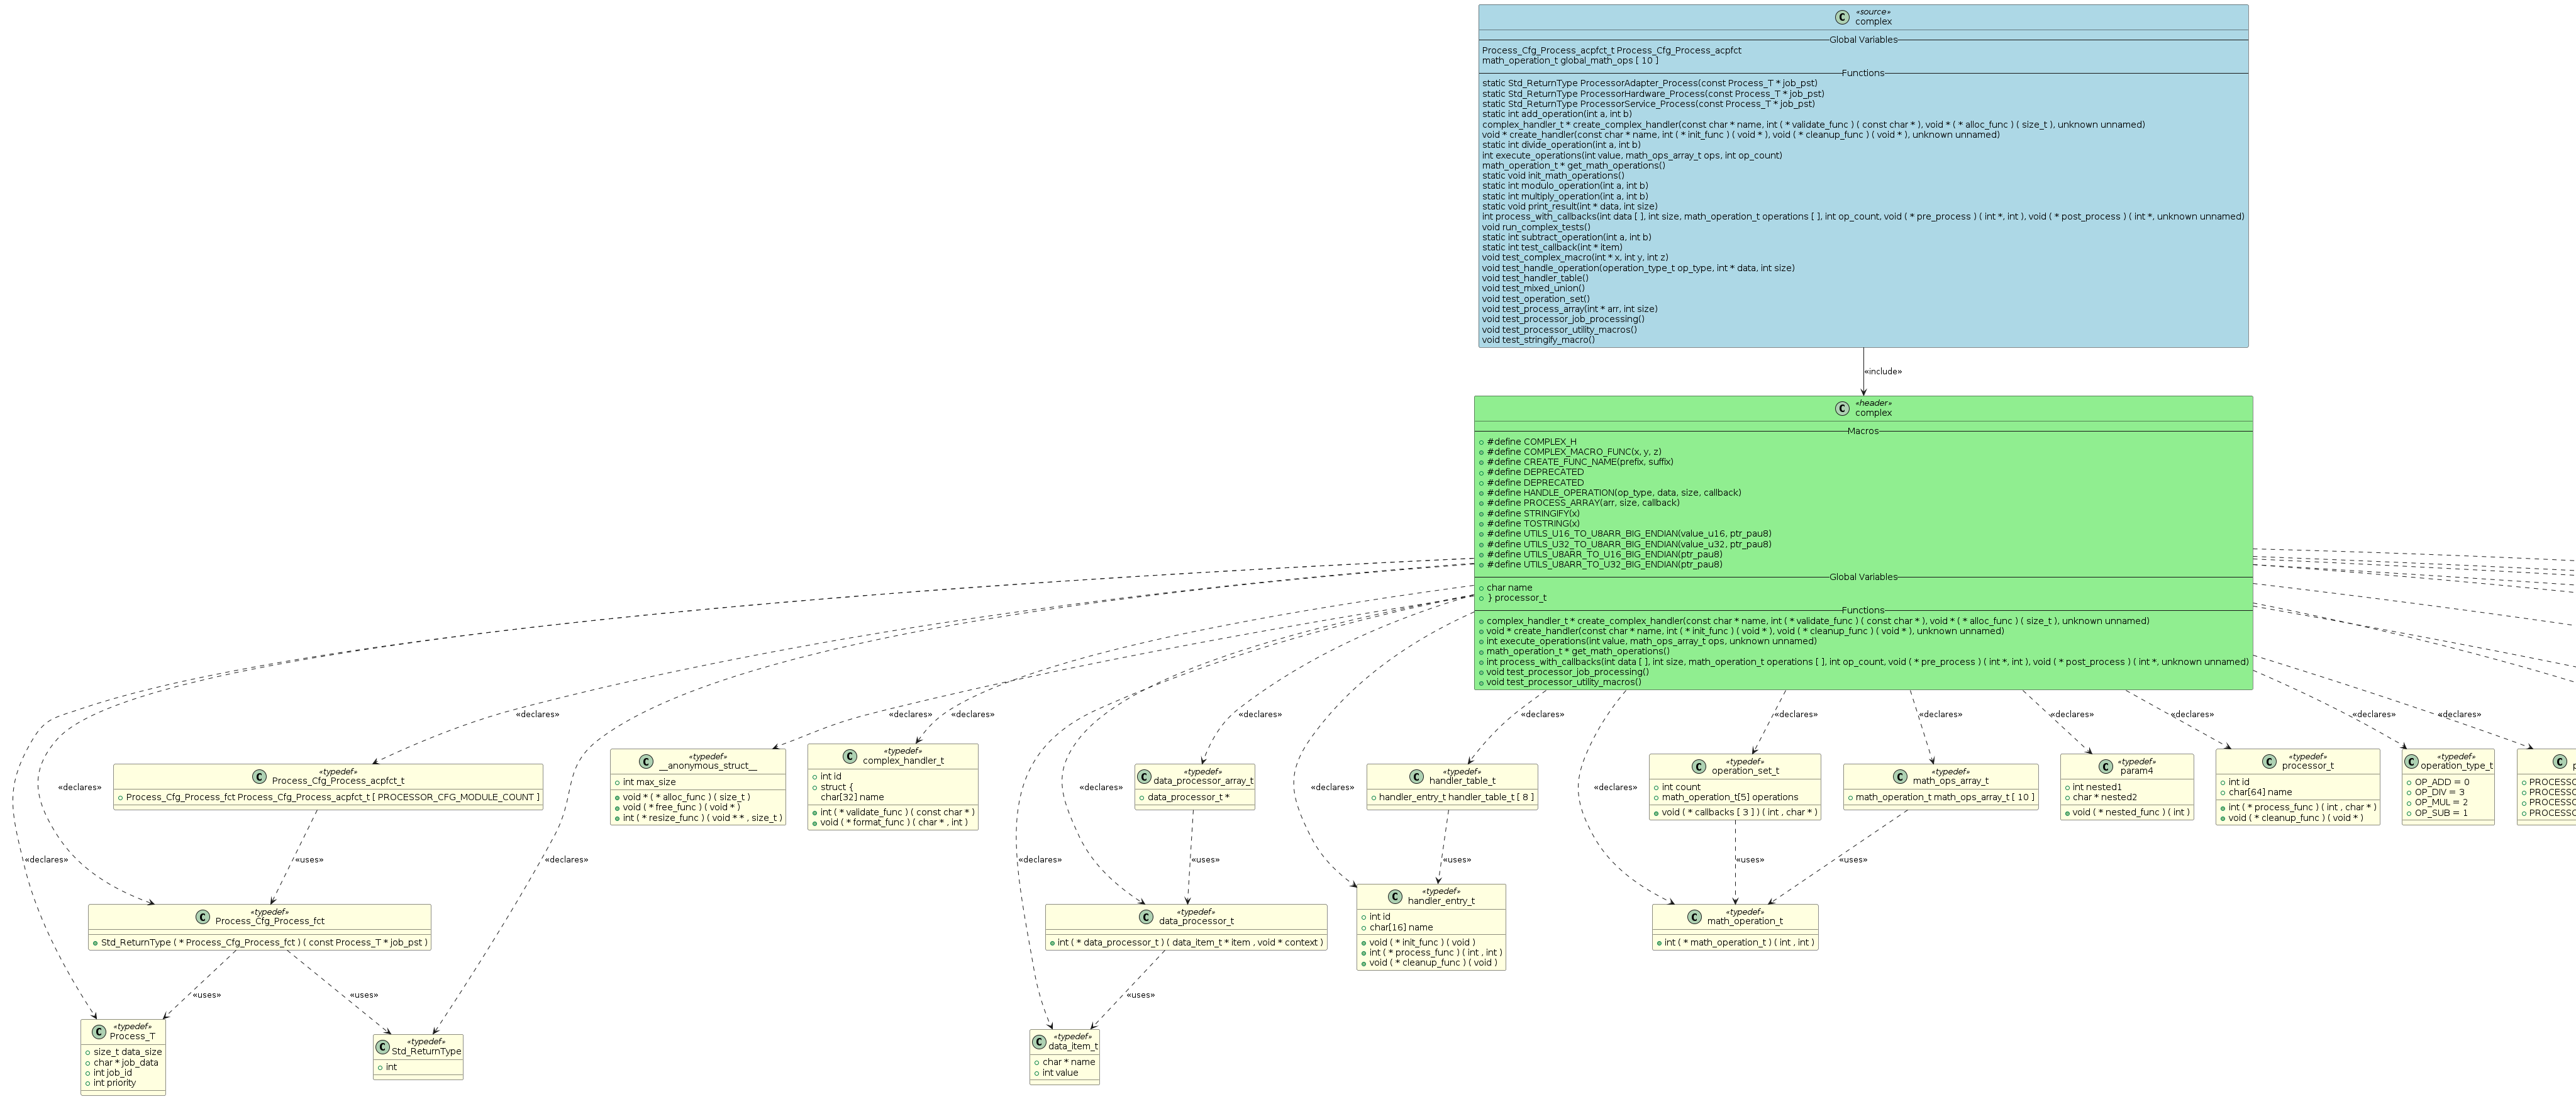 «source»
complex
Global Variables
Process_Cfg_Process_acpfct_t Process_Cfg_Process_acpfct
math_operation_t global_math_ops [ 10 ]
Functions
static Std_ReturnType ProcessorAdapter_Process(const Process_T * job_pst)
static Std_ReturnType ProcessorHardware_Process(const Process_T * job_pst)
static Std_ReturnType ProcessorService_Process(const Process_T * job_pst)
static int add_operation(int a, int b)
complex_handler_t * create_complex_handler(const char * name, int ( * validate_func ) ( const char * ), void * ( * alloc_func ) ( size_t ), unknown unnamed)
void * create_handler(const char * name, int ( * init_func ) ( void * ), void ( * cleanup_func ) ( void * ), unknown unnamed)
static int divide_operation(int a, int b)
int execute_operations(int value, math_ops_array_t ops, int op_count)
math_operation_t * get_math_operations()
static void init_math_operations()
static int modulo_operation(int a, int b)
static int multiply_operation(int a, int b)
static void print_result(int * data, int size)
int process_with_callbacks(int data [ ], int size, math_operation_t operations [ ], int op_count, void ( * pre_process ) ( int *, int ), void ( * post_process ) ( int *, unknown unnamed)
void run_complex_tests()
static int subtract_operation(int a, int b)
static int test_callback(int * item)
void test_complex_macro(int * x, int y, int z)
void test_handle_operation(operation_type_t op_type, int * data, int size)
void test_handler_table()
void test_mixed_union()
void test_operation_set()
void test_process_array(int * arr, int size)
void test_processor_job_processing()
void test_processor_utility_macros()
void test_stringify_macro()
«include»
«header»
complex
Macros
#define COMPLEX_H
#define COMPLEX_MACRO_FUNC(x, y, z)
#define CREATE_FUNC_NAME(prefix, suffix)
#define DEPRECATED
#define DEPRECATED
#define HANDLE_OPERATION(op_type, data, size, callback)
#define PROCESS_ARRAY(arr, size, callback)
#define STRINGIFY(x)
#define TOSTRING(x)
#define UTILS_U16_TO_U8ARR_BIG_ENDIAN(value_u16, ptr_pau8)
#define UTILS_U32_TO_U8ARR_BIG_ENDIAN(value_u32, ptr_pau8)
#define UTILS_U8ARR_TO_U16_BIG_ENDIAN(ptr_pau8)
#define UTILS_U8ARR_TO_U32_BIG_ENDIAN(ptr_pau8)
Global Variables
char name
} processor_t
Functions
complex_handler_t * create_complex_handler(const char * name, int ( * validate_func ) ( const char * ), void * ( * alloc_func ) ( size_t ), unknown unnamed)
void * create_handler(const char * name, int ( * init_func ) ( void * ), void ( * cleanup_func ) ( void * ), unknown unnamed)
int execute_operations(int value, math_ops_array_t ops, unknown unnamed)
math_operation_t * get_math_operations()
int process_with_callbacks(int data [ ], int size, math_operation_t operations [ ], int op_count, void ( * pre_process ) ( int *, int ), void ( * post_process ) ( int *, unknown unnamed)
void test_processor_job_processing()
void test_processor_utility_macros()
«declares»
«declares»
«declares»
«declares»
«declares»
«declares»
«declares»
«declares»
«declares»
«declares»
«declares»
«typedef»
Process_Cfg_Process_acpfct_t
Process_Cfg_Process_fct Process_Cfg_Process_acpfct_t [ PROCESSOR_CFG_MODULE_COUNT ]
«typedef»
__anonymous_struct__
int max_size
void * ( * alloc_func ) ( size_t )
void ( * free_func ) ( void * )
int ( * resize_func ) ( void * * , size_t )
«typedef»
complex_handler_t
int id
struct {
char[32] name
int ( * validate_func ) ( const char * )
void ( * format_func ) ( char * , int )
«typedef»
data_processor_array_t
data_processor_t *
«typedef»
handler_table_t
handler_entry_t handler_table_t [ 8 ]
«typedef»
operation_set_t
int count
math_operation_t[5] operations
void ( * callbacks [ 3 ] ) ( int , char * )
«typedef»
math_ops_array_t
math_operation_t math_ops_array_t [ 10 ]
«typedef»
param4
int nested1
char * nested2
void ( * nested_func ) ( int )
«typedef»
processor_t
int id
char[64] name
int ( * process_func ) ( int , char * )
void ( * cleanup_func ) ( void * )
«typedef»
operation_type_t
OP_ADD = 0
OP_DIV = 3
OP_MUL = 2
OP_SUB = 1
p
PROCESSO
PROCESSO
PROCESSO
PROCESSO
«declares»
«declares»
«declares»
«declares»
«declares»
«declares»
«declares»
«uses»
«uses»
«uses»
«uses»
«uses»
«typedef»
Process_Cfg_Process_fct
Std_ReturnType ( * Process_Cfg_Process_fct ) ( const Process_T * job_pst )
«typedef»
data_processor_t
int ( * data_processor_t ) ( data_item_t * item , void * context )
«typedef»
handler_entry_t
int id
char[16] name
void ( * init_func ) ( void )
int ( * process_func ) ( int , int )
void ( * cleanup_func ) ( void )
«typedef»
math_operation_t
int ( * math_operation_t ) ( int , int )
«uses»
«uses»
«uses»
«typedef»
Process_T
size_t data_size
char * job_data
int job_id
int priority
«typedef»
Std_ReturnType
int
«typedef»
data_item_t
char * name
int value